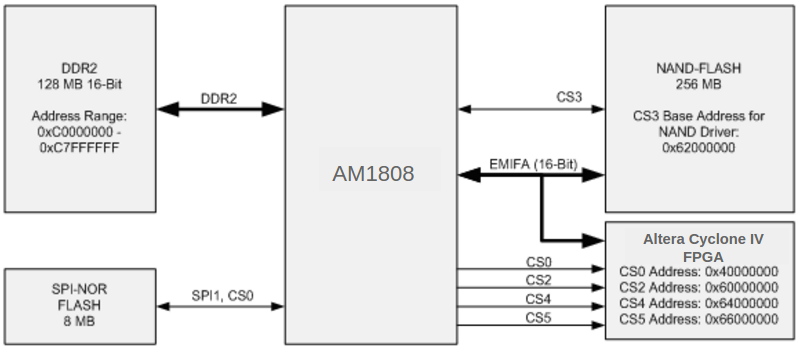 DDR2
128 MB 16-Bit
Address Range:
0xC0000000 -
0xC7FFFFFF
DDR2
SPI-NOR
FLASH
8 MB
SPI1, CS0
AM1808
CS3
EMIFA (16-Bit)
CS0
CS2
CS4
CS5
NAND-FLASH
256 MB
CS3 Base Address for
NAND Driver:
0x62000000
Altera Cyclone IV
FPGA
CS0 Address: 0x40000000
CS2 Address: 0x60000000
CS4 Address: 0x64000000
CS5 Address: 0x66000000